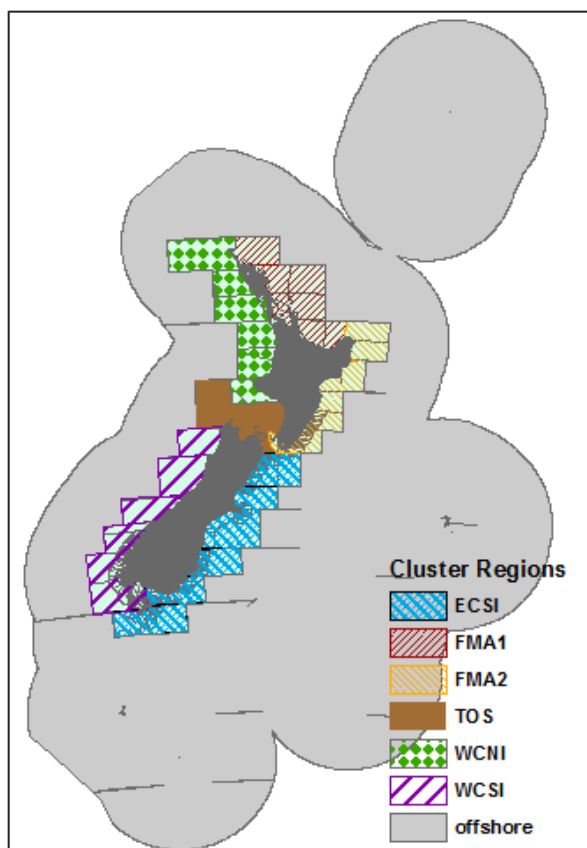 Cluster Regions
ECSI
FMA1
FMA2
TOS
WCNI
WCSI
offshore